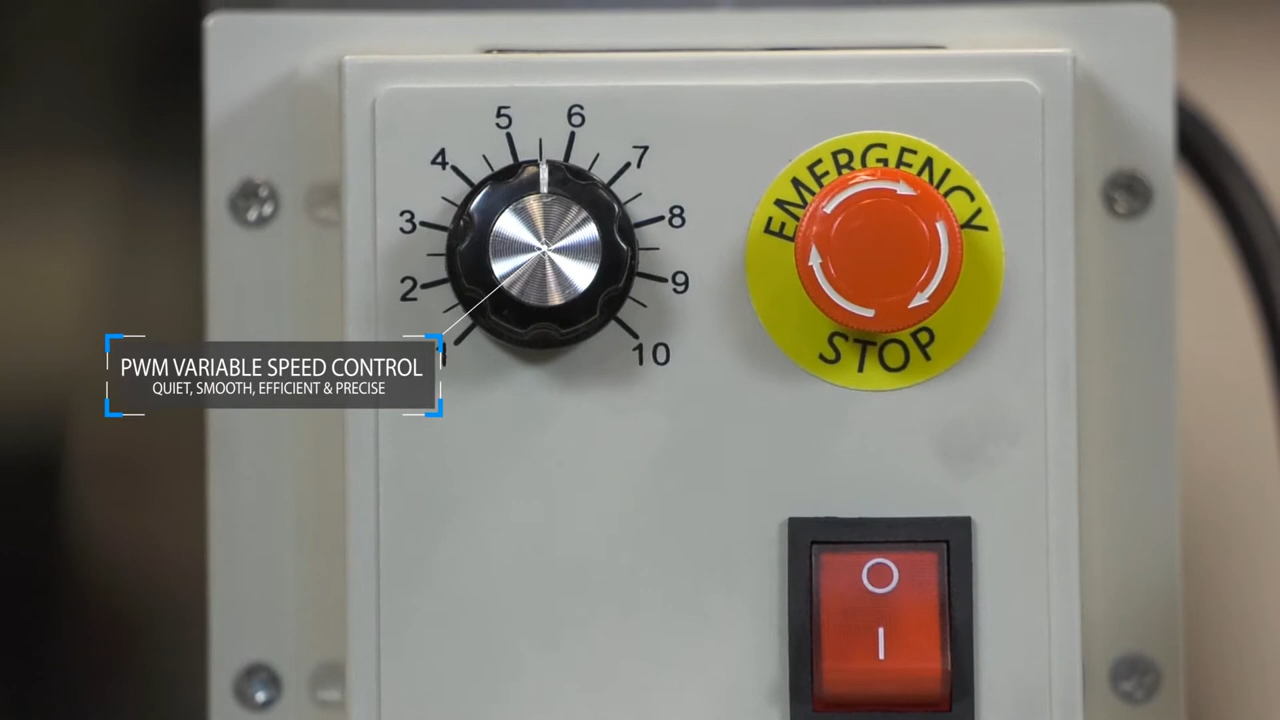 5 6
4 7
3 8
2 9
10
EMERGENCY
STOP
PWM VARIABLE SPEED CONTROL
QUIET, SMOOTH, EFFICIENT & PRECISE
O
I